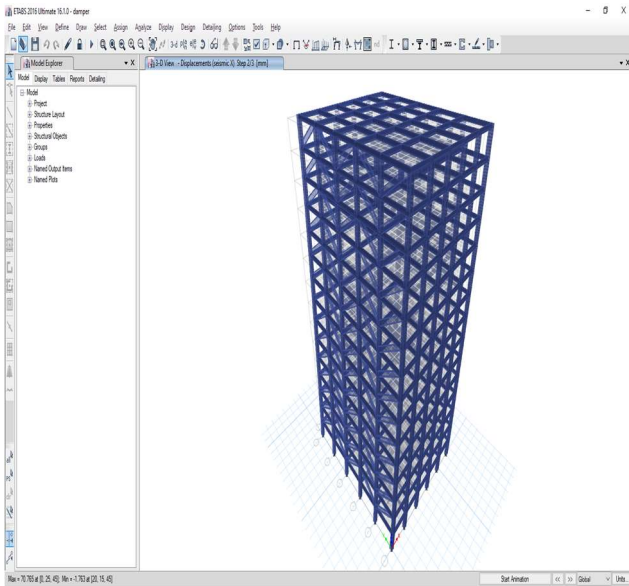 ETABS 2016 Ultimate 16.1.0 - damper
File Edit View Define Draw Select Assign Analyze Display Design Detailing Options Tools Help
Model Explorer
3-D View - Displacements (seismic X) Step 2/3 [mm]
Model Display Tables Reports Detailing
Model
Project
Structure Layout
Properties
Structural Objects
Groups
Loads
Named Output Items
Named Plots
Max = 70.765 at [0, 25, 45]; Min = -1.763 at [20, 15, 45]
Start Animation << >> Global Units...